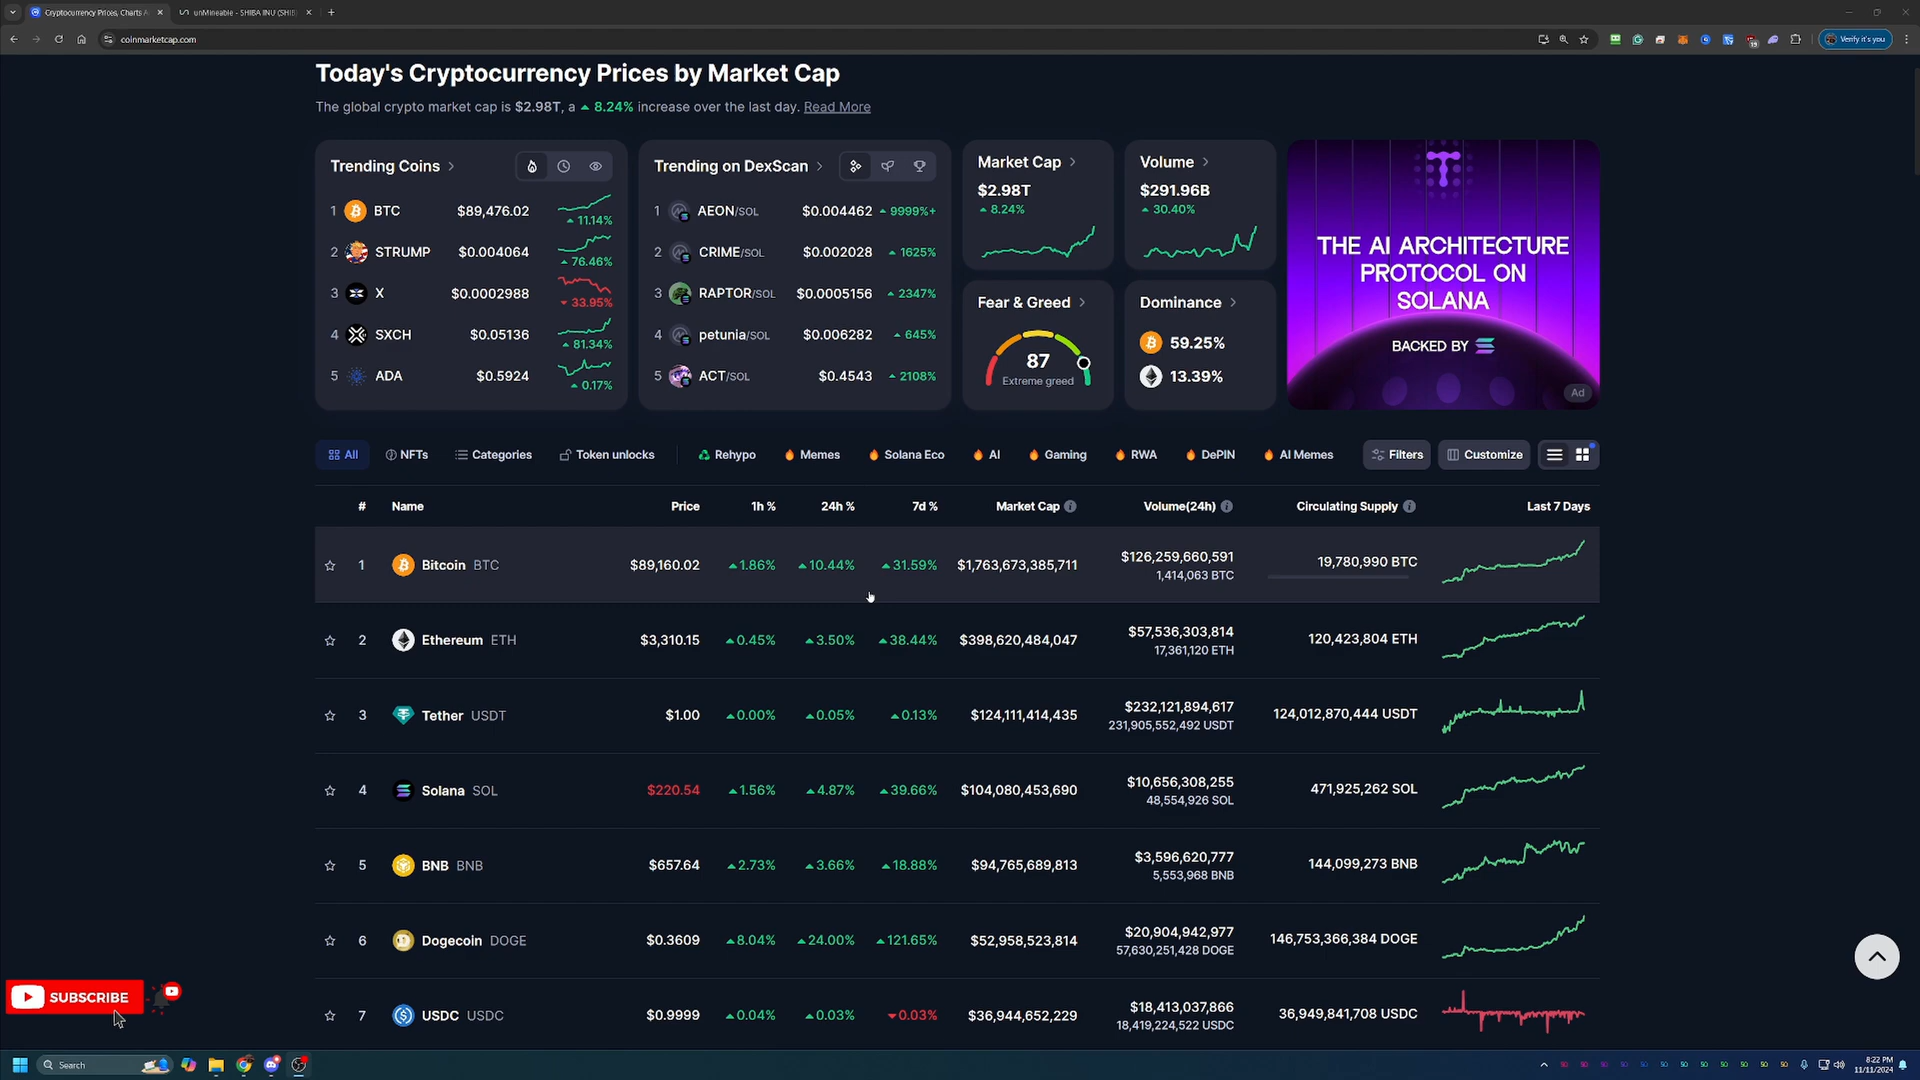 Cryptocurrency Prices, Charts A
unMineable - SHIBA INU (SHIB
coinmarketcap.com
Verify it's you
Today's Cryptocurrency Prices by Market Cap
The global crypto market cap is $2.98T, a 8.24% increase over the last day. Read More
Trending Coins
1 BTC $89,476.02 11.14%
2 STRUMP $0.004064 76.46%
3 X $0.0002988 33.95%
4 SXCH $0.05136 81.34%
5 ADA $0.5924 0.17%
Trending on DexScan
1 AEON/SOL $0.004462 9999%+
2 CRIME/SOL $0.002028 1625%
3 RAPTOR/SOL $0.0005156 2347%
4 petunia/SOL $0.006282 645%
5 ACT/SOL $0.4543 2108%
Market Cap
$2.98T
8.24%
Volume
$291.96B
30.40%
Fear & Greed
87
Extreme greed
Dominance
59.25%
13.39%
THE AI ARCHITECTURE
PROTOCOL ON
SOLANA
BACKED BY
Ad
All NFTs Categories Token unlocks Rehypo Memes Solana Eco AI Gaming RWA DePIN AI Memes Filters Customize
# Name Price 1h % 24h % 7d % Market Cap Volume(24h) Circulating Supply Last 7 Days
1 Bitcoin BTC $89,160.02 1.86% 10.44% 31.59% $1,763,673,385,711 $126,259,660,591 19,780,990 BTC
1,414,063 BTC
2 Ethereum ETH $3,310.15 0.45% 3.50% 38.44% $398,620,484,047 $57,536,303,814 120,423,804 ETH
17,361,120 ETH
3 Tether USDT $1.00 0.00% 0.05% 0.13% $124,111,414,435 $232,121,894,617 124,012,870,444 USDT
231,905,552,492 USDT
4 Solana SOL $220.54 1.56% 4.87% 39.66% $104,080,453,690 $10,656,308,255 471,925,262 SOL
48,554,926 SOL
5 BNB BNB $657.64 2.73% 3.66% 18.88% $94,765,689,813 $3,596,620,777 144,099,273 BNB
5,553,968 BNB
6 Dogecoin DOGE $0.3609 8.04% 24.00% 121.65% $52,958,523,814 $20,904,942,977 146,753,366,384 DOGE
57,630,251,428 DOGE
7 USDC USDC $0.9999 0.04% 0.03% 0.03% $36,944,652,229 $18,413,037,866 36,949,841,708 USDC
18,419,224,522 USDC
SUBSCRIBE
Search
8:22 PM
11/11/2024